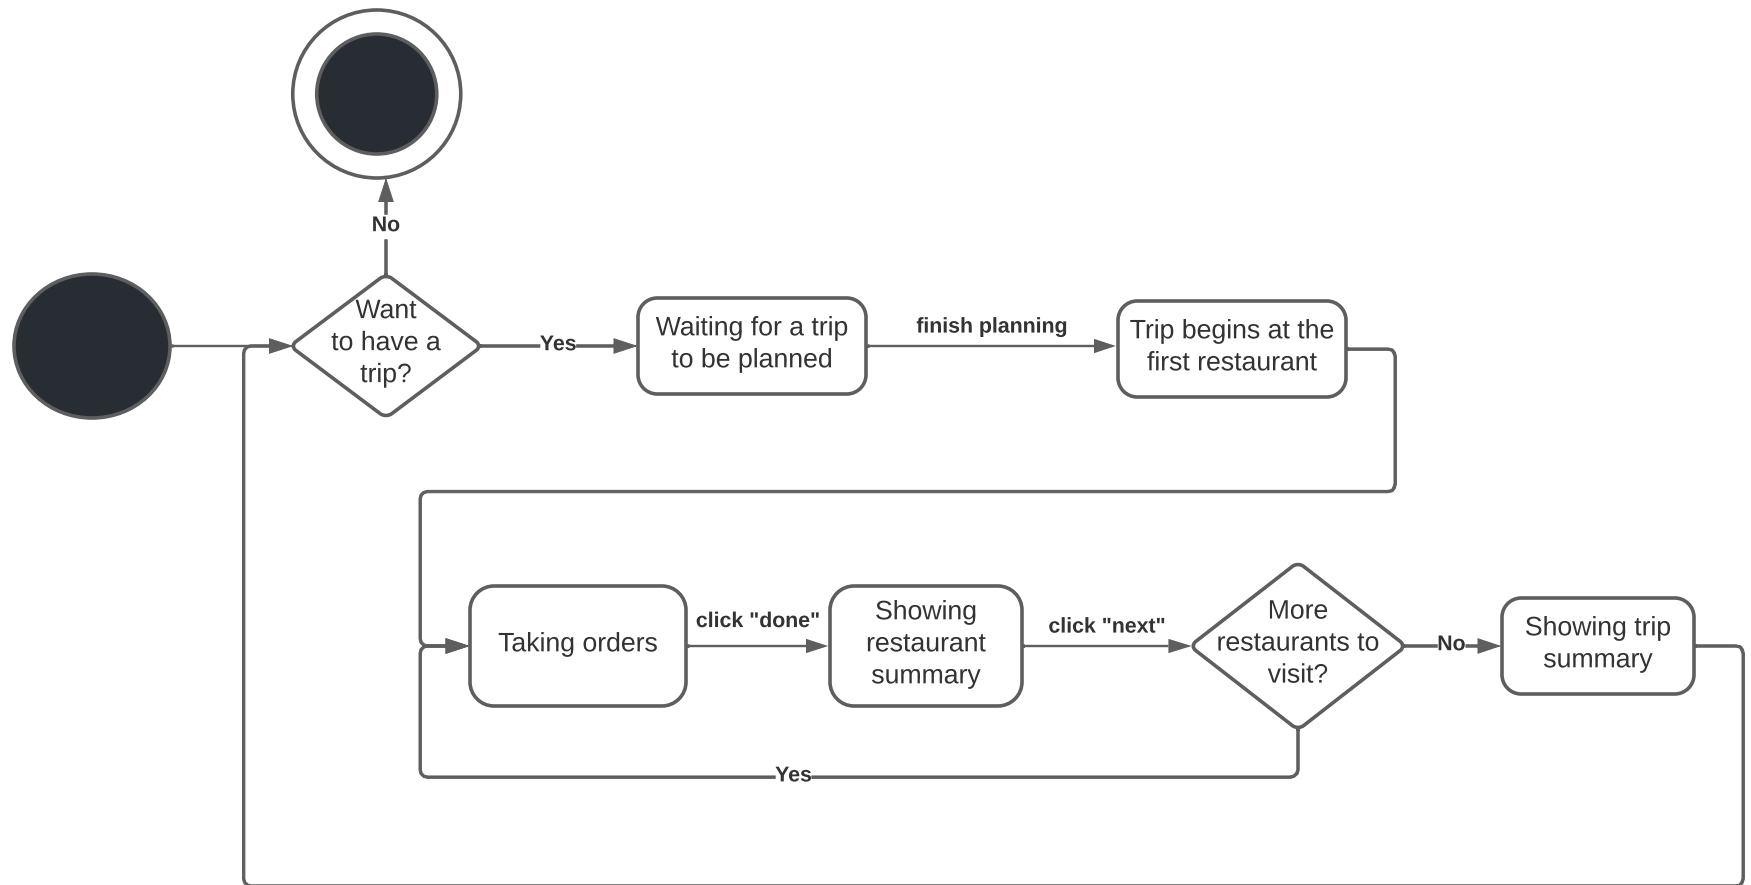 No
Want
to have a
trip?
Yes
Waiting for a trip
to be planned
finish planning
Trip begins at the
first restaurant
Taking orders
click "done"
Showing
restaurant
summary
click "next"
More
restaurants to
visit?
No
Showing trip
summary
Yes